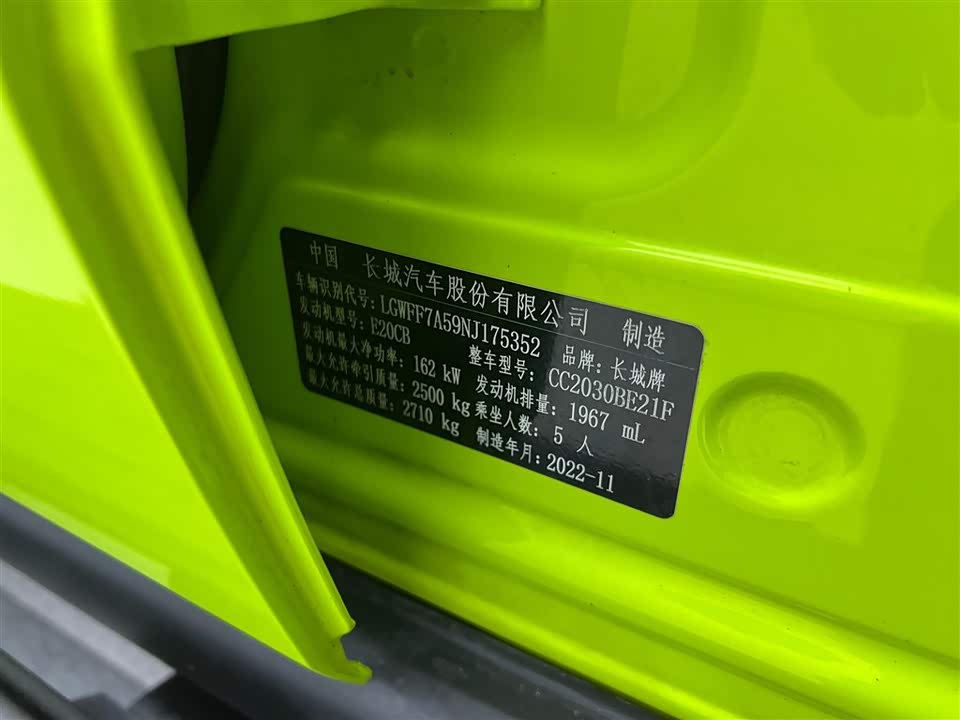 中国 长城汽车股份有限公司 制造
车辆识别代号: LGWFF7A59NJ175352 品牌: 长城牌
发动机型号: E20CB 整车型号: CC2030BE21F
发动机最大净功率: 162 kW 发动机排量: 1967 mL
最大允许牵引质量: 2500 kg 乘坐人数: 5 人
最大允许总质量: 2710 kg 制造年月: 2022-11